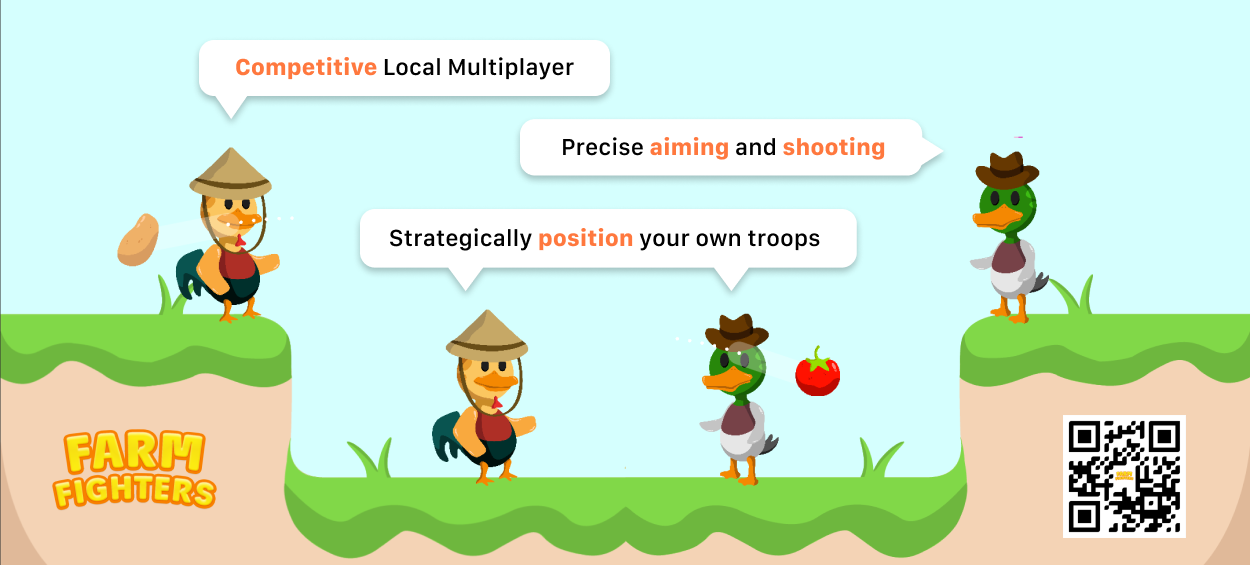 Competitive Local Multiplayer
Precise aiming and shooting
Strategically position your own troops
FARM
FIGHTERS